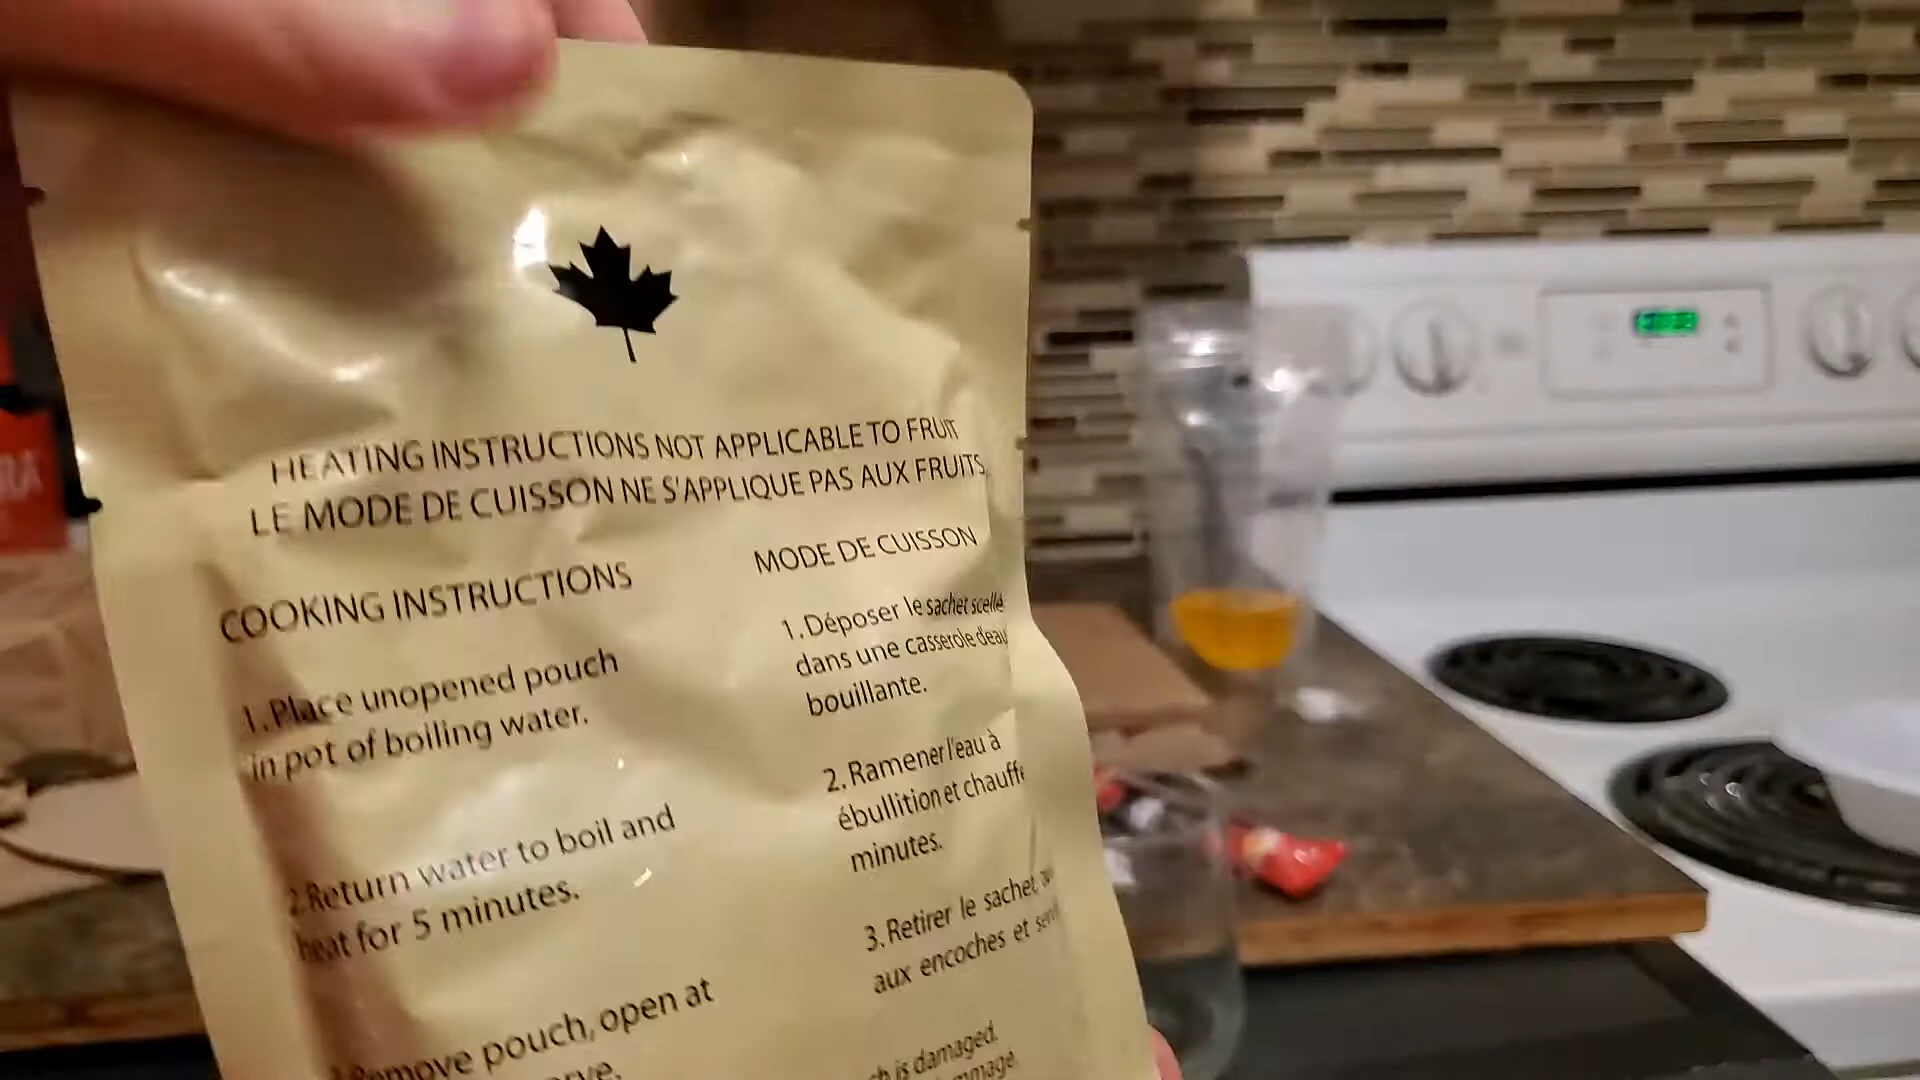 HEATING INSTRUCTIONS NOT APPLICABLE TO FRUIT
LE MODE DE CUISSON NE S'APPLIQUE PAS AUX FRUITS
COOKING INSTRUCTIONS
1.Place unopened pouch
in pot of boiling water.
2.Return water to boil and
heat for 5 minutes.
Remove pouch, open at
MODE DE CUISSON
1.Déposer le sachet scellé
dans une casserole d'eau
bouillante.
2.Ramener l'eau à
ébullition et chauffe
minutes.
3.Retirer le sachet,
aux encoches et
is damaged.